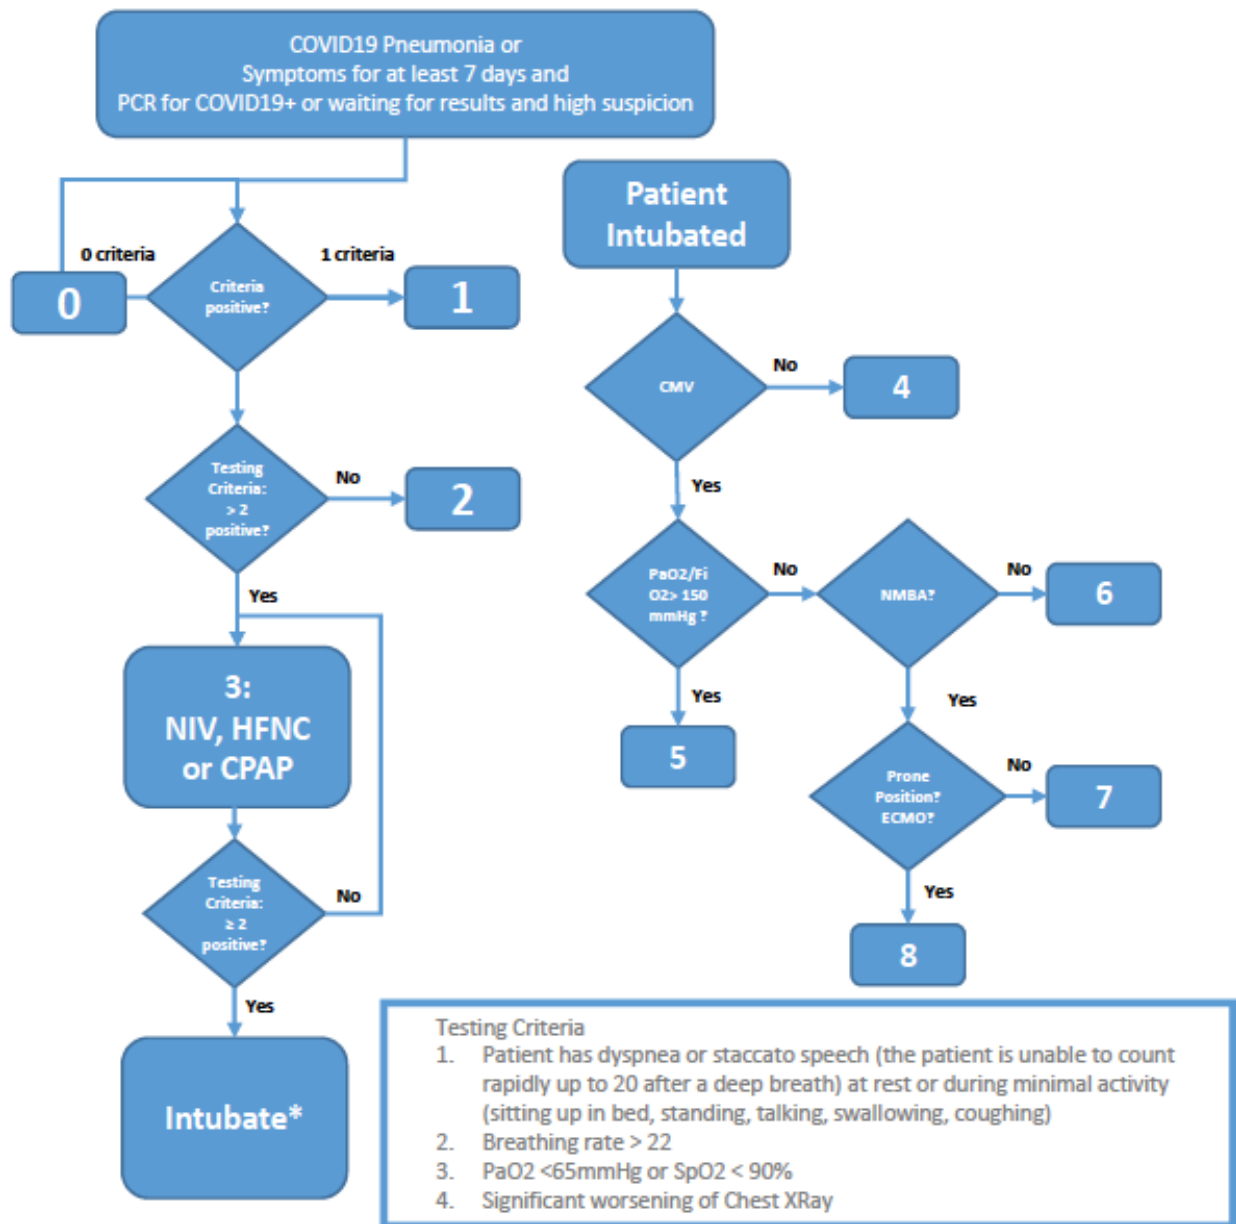 COVID19 Pneumonia or
Symptoms for at least 7 days and
PCR for COVID19+ or waiting for results and high suspicion
0 criteria
0
Criteria
positive?
1 criteria
1
Testing
Criteria:
> 2
positive?
No
2
Yes
3:
NIV, HFNC
or CPAP
Testing
Criteria:
≥ 2
positive?
No
Yes
Intubate*
Patient
Intubated
CMV
No
4
Yes
PaO2/Fi
O2> 150
mmHg ?
No
NMBA?
No
6
Yes
5
Yes
Prone
Position?
ECMO?
No
7
Yes
8
Testing Criteria
1. Patient has dyspnea or staccato speech (the patient is unable to count
rapidly up to 20 after a deep breath) at rest or during minimal activity
(sitting up in bed, standing, talking, swallowing, coughing)
2. Breathing rate > 22
3. PaO2 <65mmHg or SpO2 < 90%
4. Significant worsening of Chest XRay